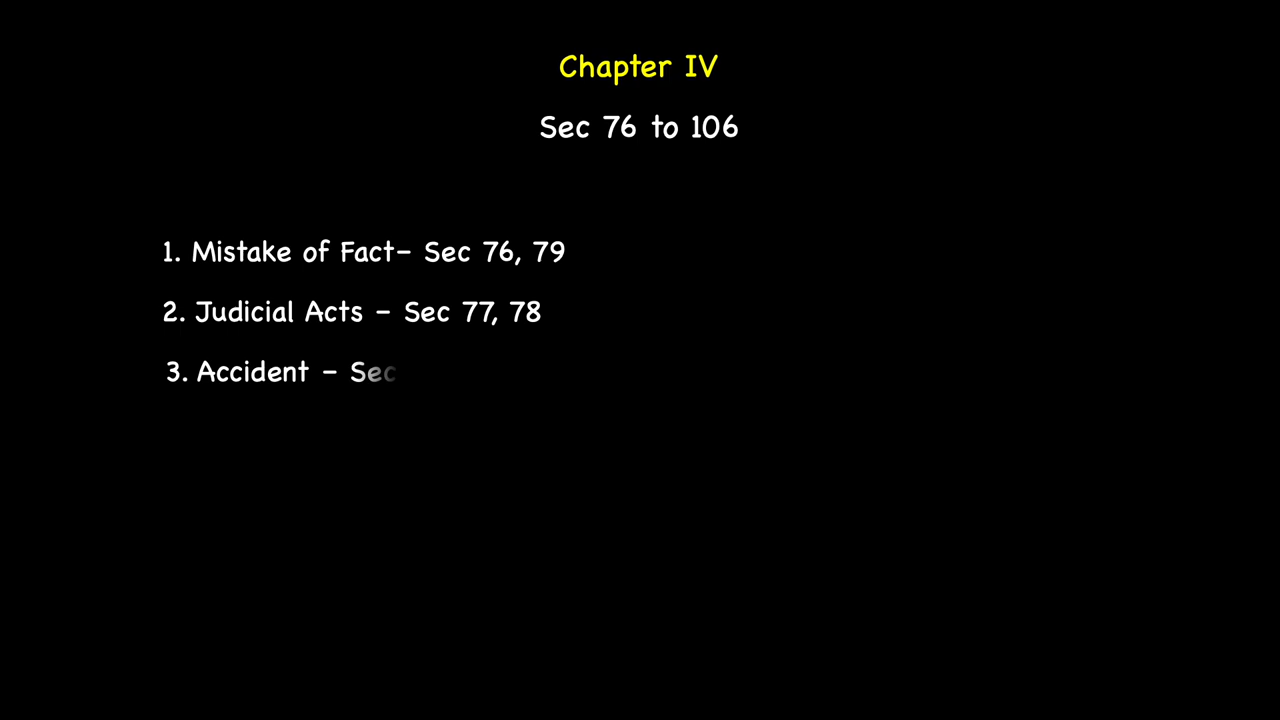 Chapter IV
Sec 76 to 106
1. Mistake of Fact– Sec 76, 79
2. Judicial Acts – Sec 77, 78
3. Accident – Sec